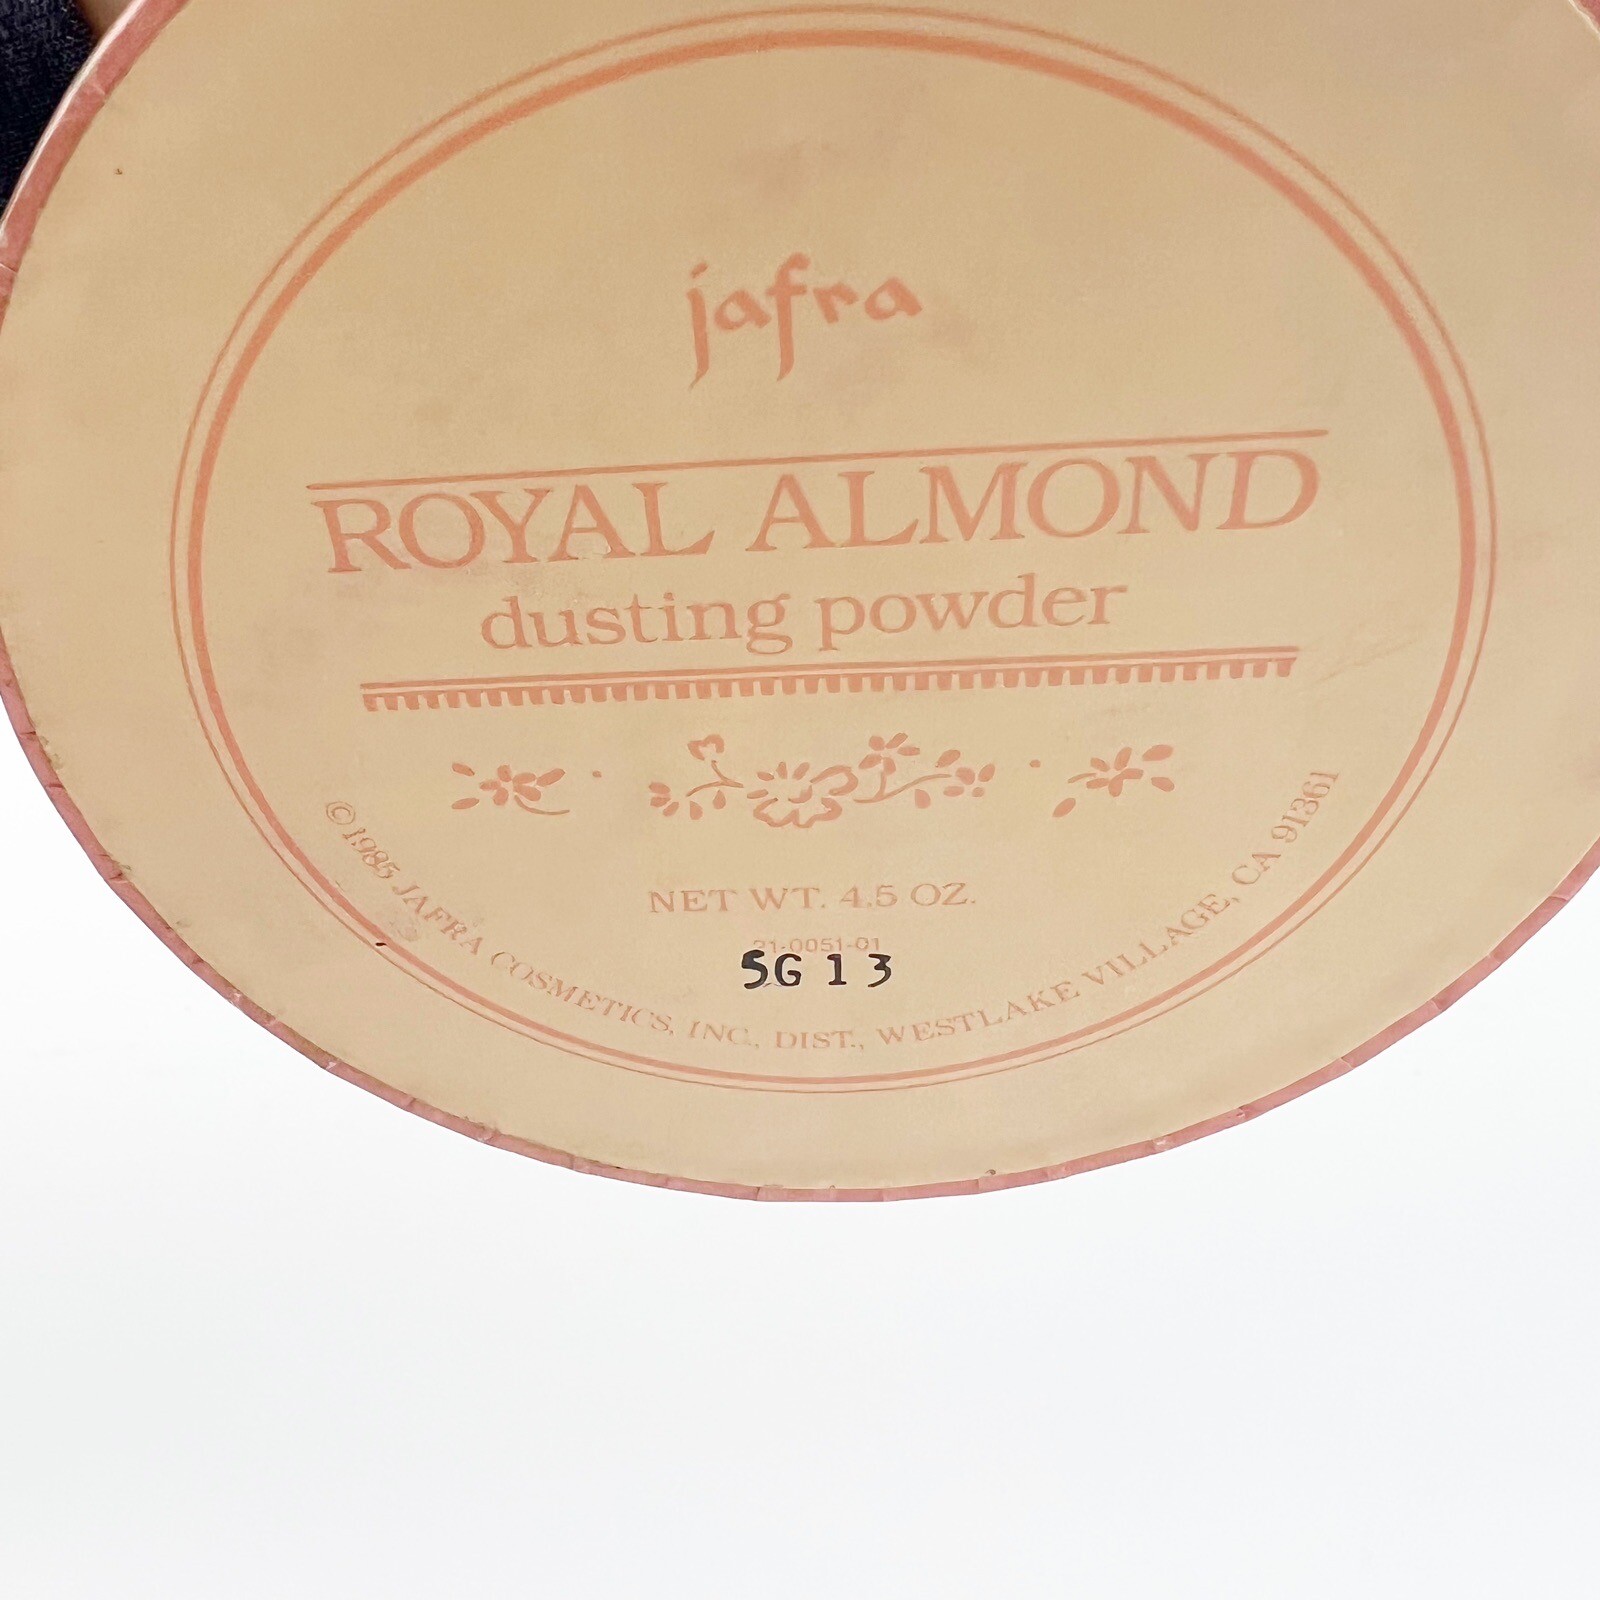 jafra
ROYAL ALMOND
dusting powder
NET WT. 4.5 OZ.
21-0051-01
5G 13
©1985 JAFRA COSMETICS, INC., DIST., WESTLAKE VILLAGE, CA 91361